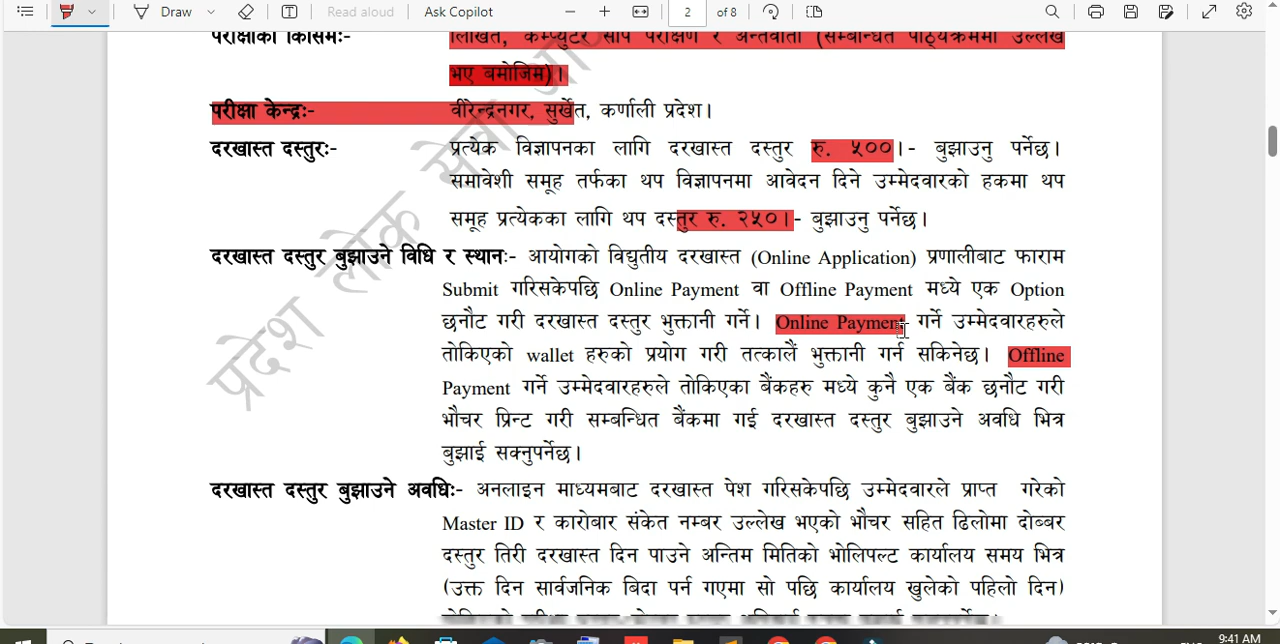 Draw
Read aloud
Ask Copilot
2 of 8
परीक्षाको किसिमः- लिखित, कम्प्युटर सीप परीक्षण र अन्तर्वार्ता (सम्बन्धित पाठ्यक्रममा उल्लेख
भए बमोजिम)।
परीक्षा केन्द्रः- वीरेन्द्रनगर, सुर्खेत, कर्णाली प्रदेश।
दरखास्त दस्तुरः- प्रत्येक विज्ञापनका लागि दरखास्त दस्तुर रु. ५००।- बुझाउनु पर्नेछ।
समावेशी समूह तर्फका थप विज्ञापनमा आवेदन दिने उम्मेदवारको हकमा थप
समूह प्रत्येकका लागि थप दस्तुर रु. २५०।- बुझाउनु पर्नेछ।
दरखास्त दस्तुर बुझाउने विधि र स्थानः- आयोगको विद्युतीय दरखास्त (Online Application) प्रणालीबाट फाराम
Submit गरिसकेपछि Online Payment वा Offline Payment मध्ये एक Option
छनौट गरी दरखास्त दस्तुर भुक्तानी गर्ने। Online Payment गर्ने उम्मेदवारहरुले
तोकिएको wallet हरुको प्रयोग गरी तत्कालै भुक्तानी गर्न सकिनेछ। Offline
Payment गर्ने उम्मेदवारहरुले तोकिएका बैंकहरु मध्ये कुनै एक बैंक छनौट गरी
भौचर प्रिन्ट गरी सम्बन्धित बैंकमा गई दरखास्त दस्तुर बुझाउने अवधि भित्र
बुझाई सक्नुपर्नेछ।
दरखास्त दस्तुर बुझाउने अवधिः- अनलाइन माध्यमबाट दरखास्त पेश गरिसकेपछि उम्मेदवारले प्राप्त गरेको
Master ID र कारोबार संकेत नम्बर उल्लेख भएको भौचर सहित ढिलोमा दोब्बर
दस्तुर तिरी दरखास्त दिन पाउने अन्तिम मितिको भोलिपल्ट कार्यालय समय भित्र
(उक्त दिन सार्वजनिक बिदा पर्न गएमा सो पछि कार्यालय खुलेको पहिलो दिन)
प्रदेश लोक सेवा
9:41 AM